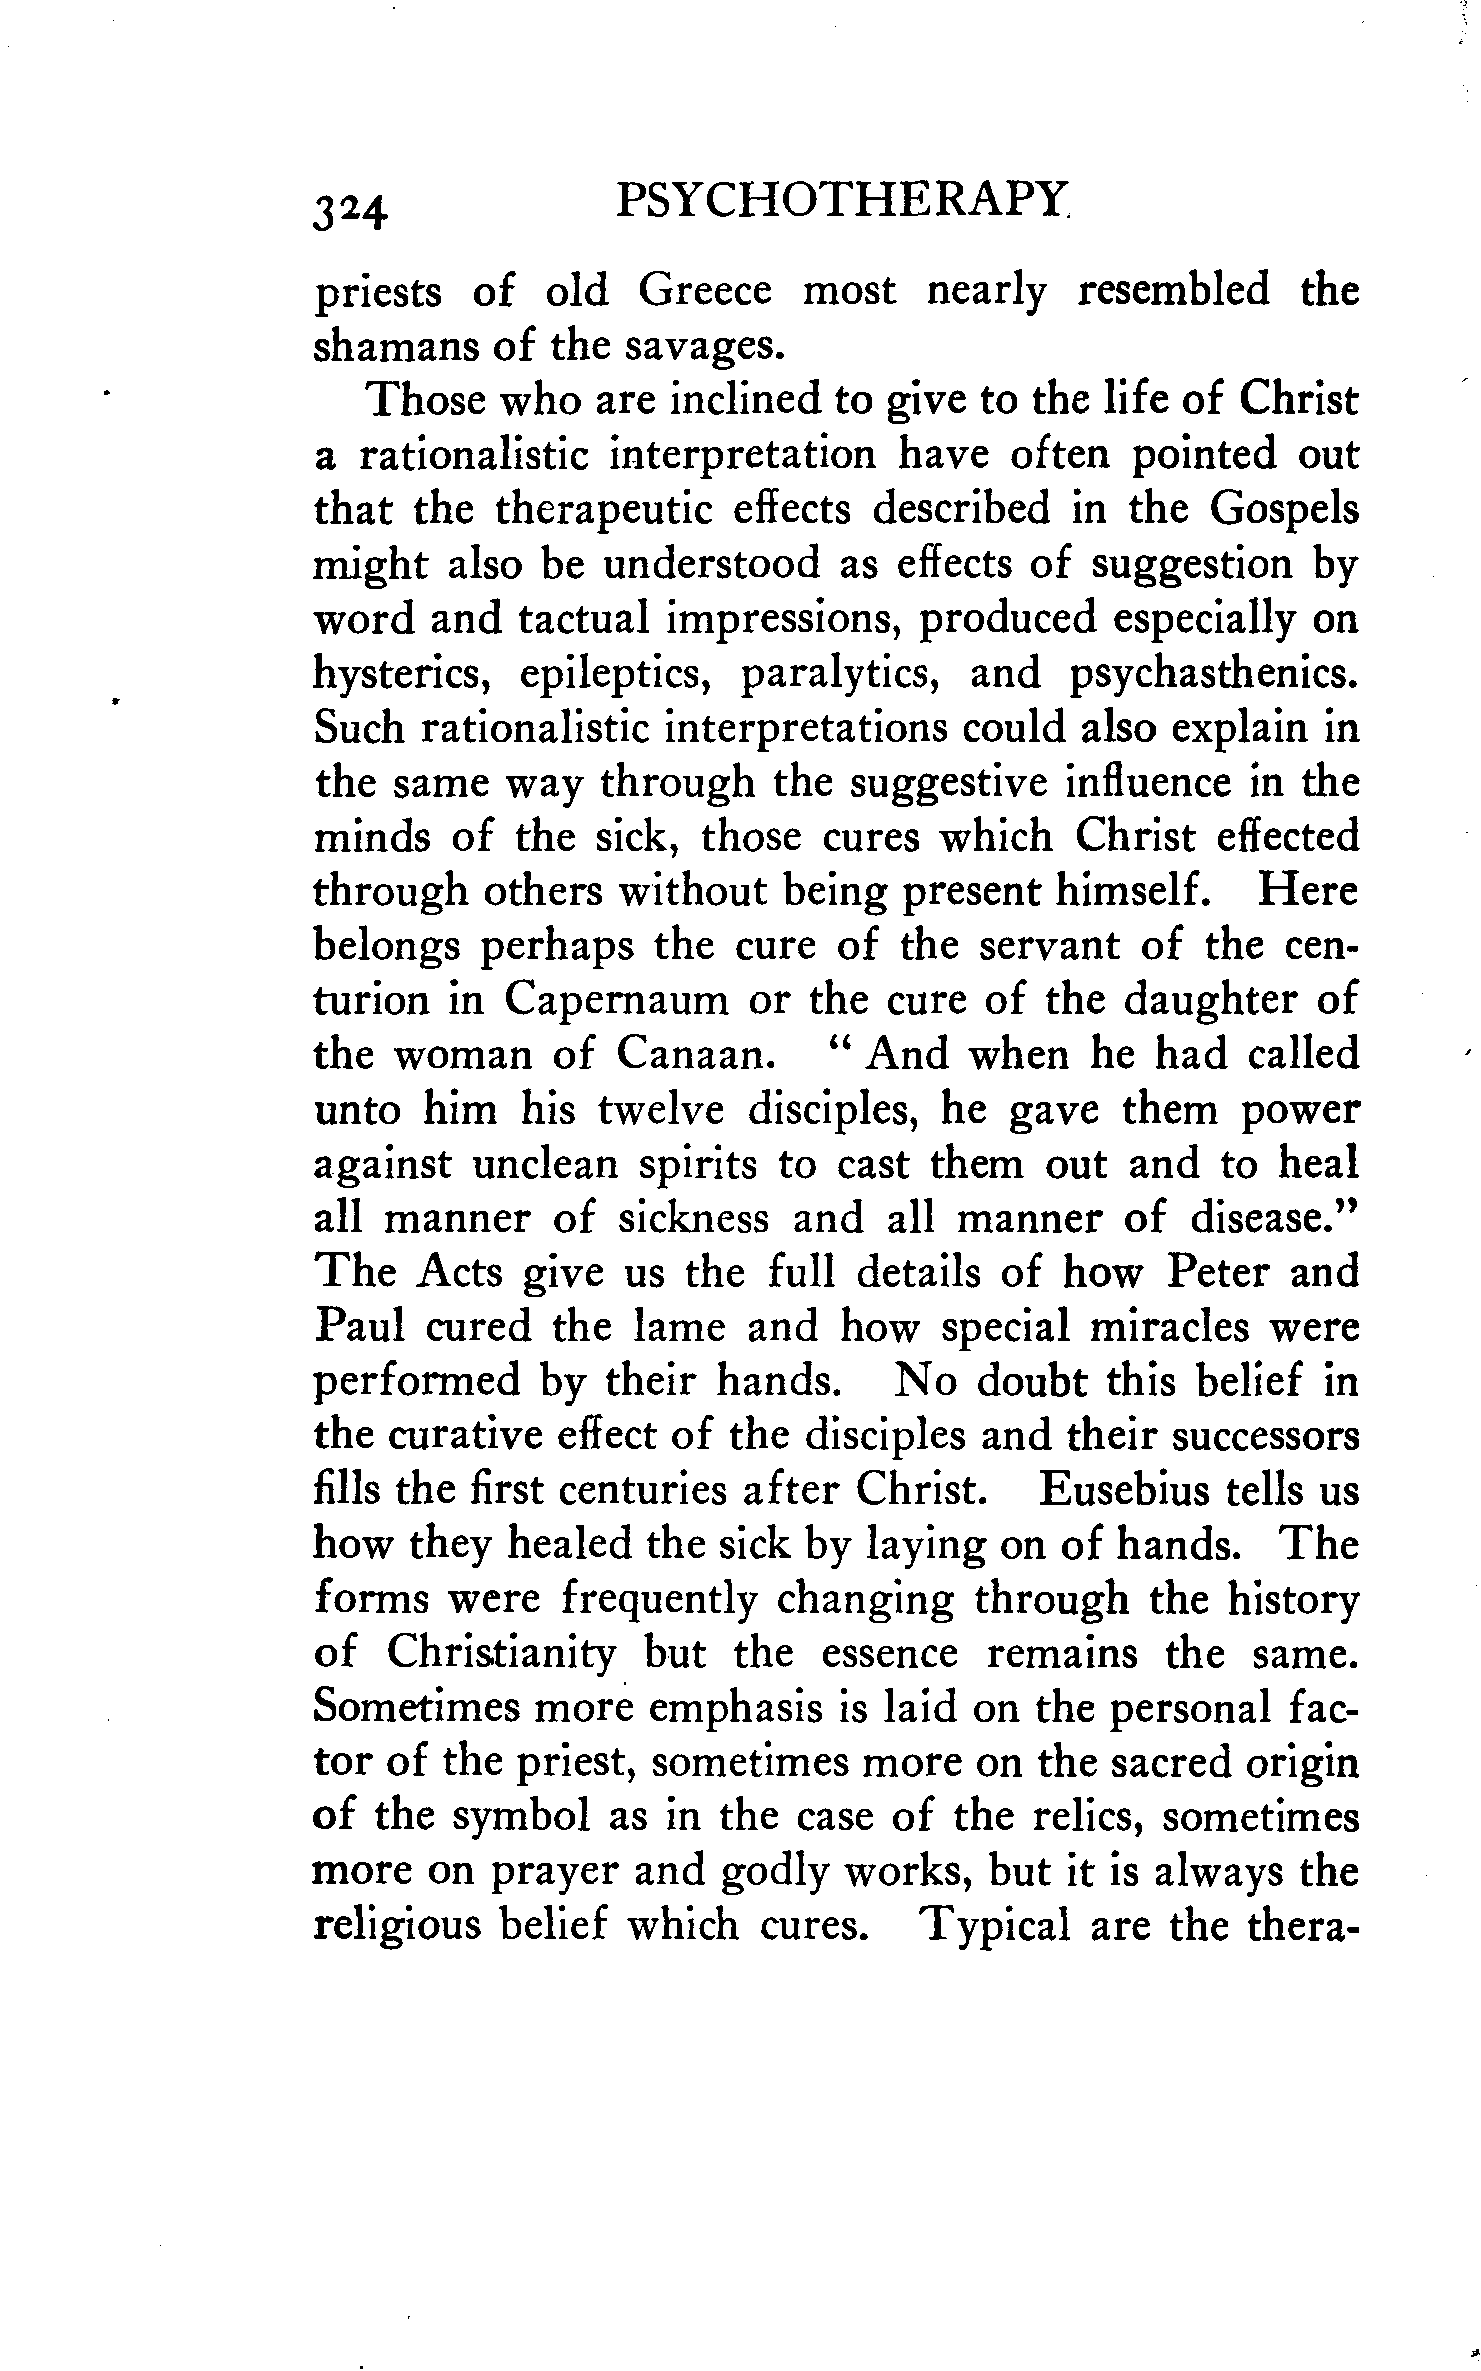 324 PSYCHOTHERAPY
priests of old Greece most nearly resembled the
shamans of the savages.
Those who are inclined to give to the life of Christ
a rationalistic interpretation have often pointed out
that the therapeutic effects described in the Gospels
might also be understood as effects of suggestion by
word and tactual impressions, produced especially on
hysterics, epileptics, paralytics, and psychasthenics.
Such rationalistic interpretations could also explain in
the same way through the suggestive influence in the
minds of the sick, those cures which Christ effected
through others without being present himself. Here
belongs perhaps the cure of the servant of the cen-
turion in Capernaum or the cure of the daughter of
the woman of Canaan. “ And when he had called
unto him his twelve disciples, he gave them power
against unclean spirits to cast them out and to heal
all manner of sickness and all manner of disease.”
The Acts give us the full details of how Peter and
Paul cured the lame and how special miracles were
performed by their hands. No doubt this belief in
the curative effect of the disciples and their successors
fills the first centuries after Christ. Eusebius tells us
how they healed the sick by laying on of hands. The
forms were frequently changing through the history
of Christianity but the essence remains the same.
Sometimes more emphasis is laid on the personal fac-
tor of the priest, sometimes more on the sacred origin
of the symbol as in the case of the relics, sometimes
more on prayer and godly works, but it is always the
religious belief which cures. Typical are the thera-